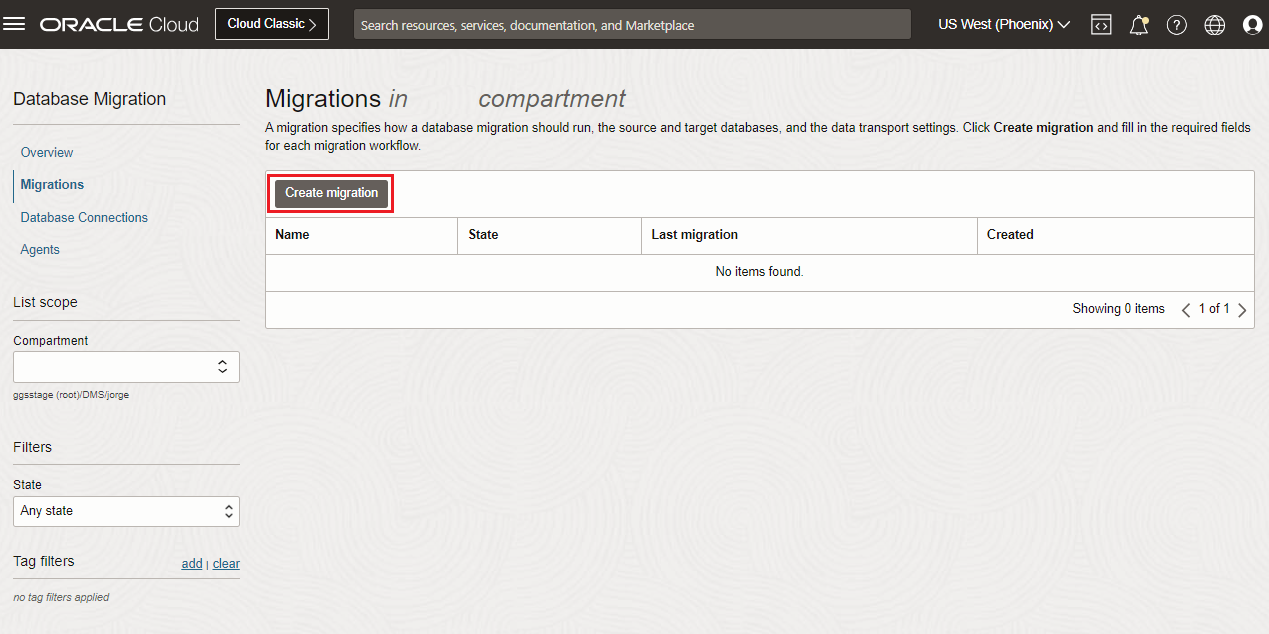 ORACLE Cloud
Cloud Classic
Search resources, services, documentation, and Marketplace
US West (Phoenix)
Database Migration
Overview
Migrations
Database Connections
Agents
List scope
Compartment
ggsstage (root)/DMS/jorge
Filters
State
Any state
Tag filters
add | clear
no tag filters applied
Migrations in compartment
A migration specifies how a database migration should run, the source and target databases, and the data transport settings. Click Create migration and fill in the required fields
for each migration workflow.
Create migration
Name State Last migration Created
No items found.
Showing 0 items 1 of 1